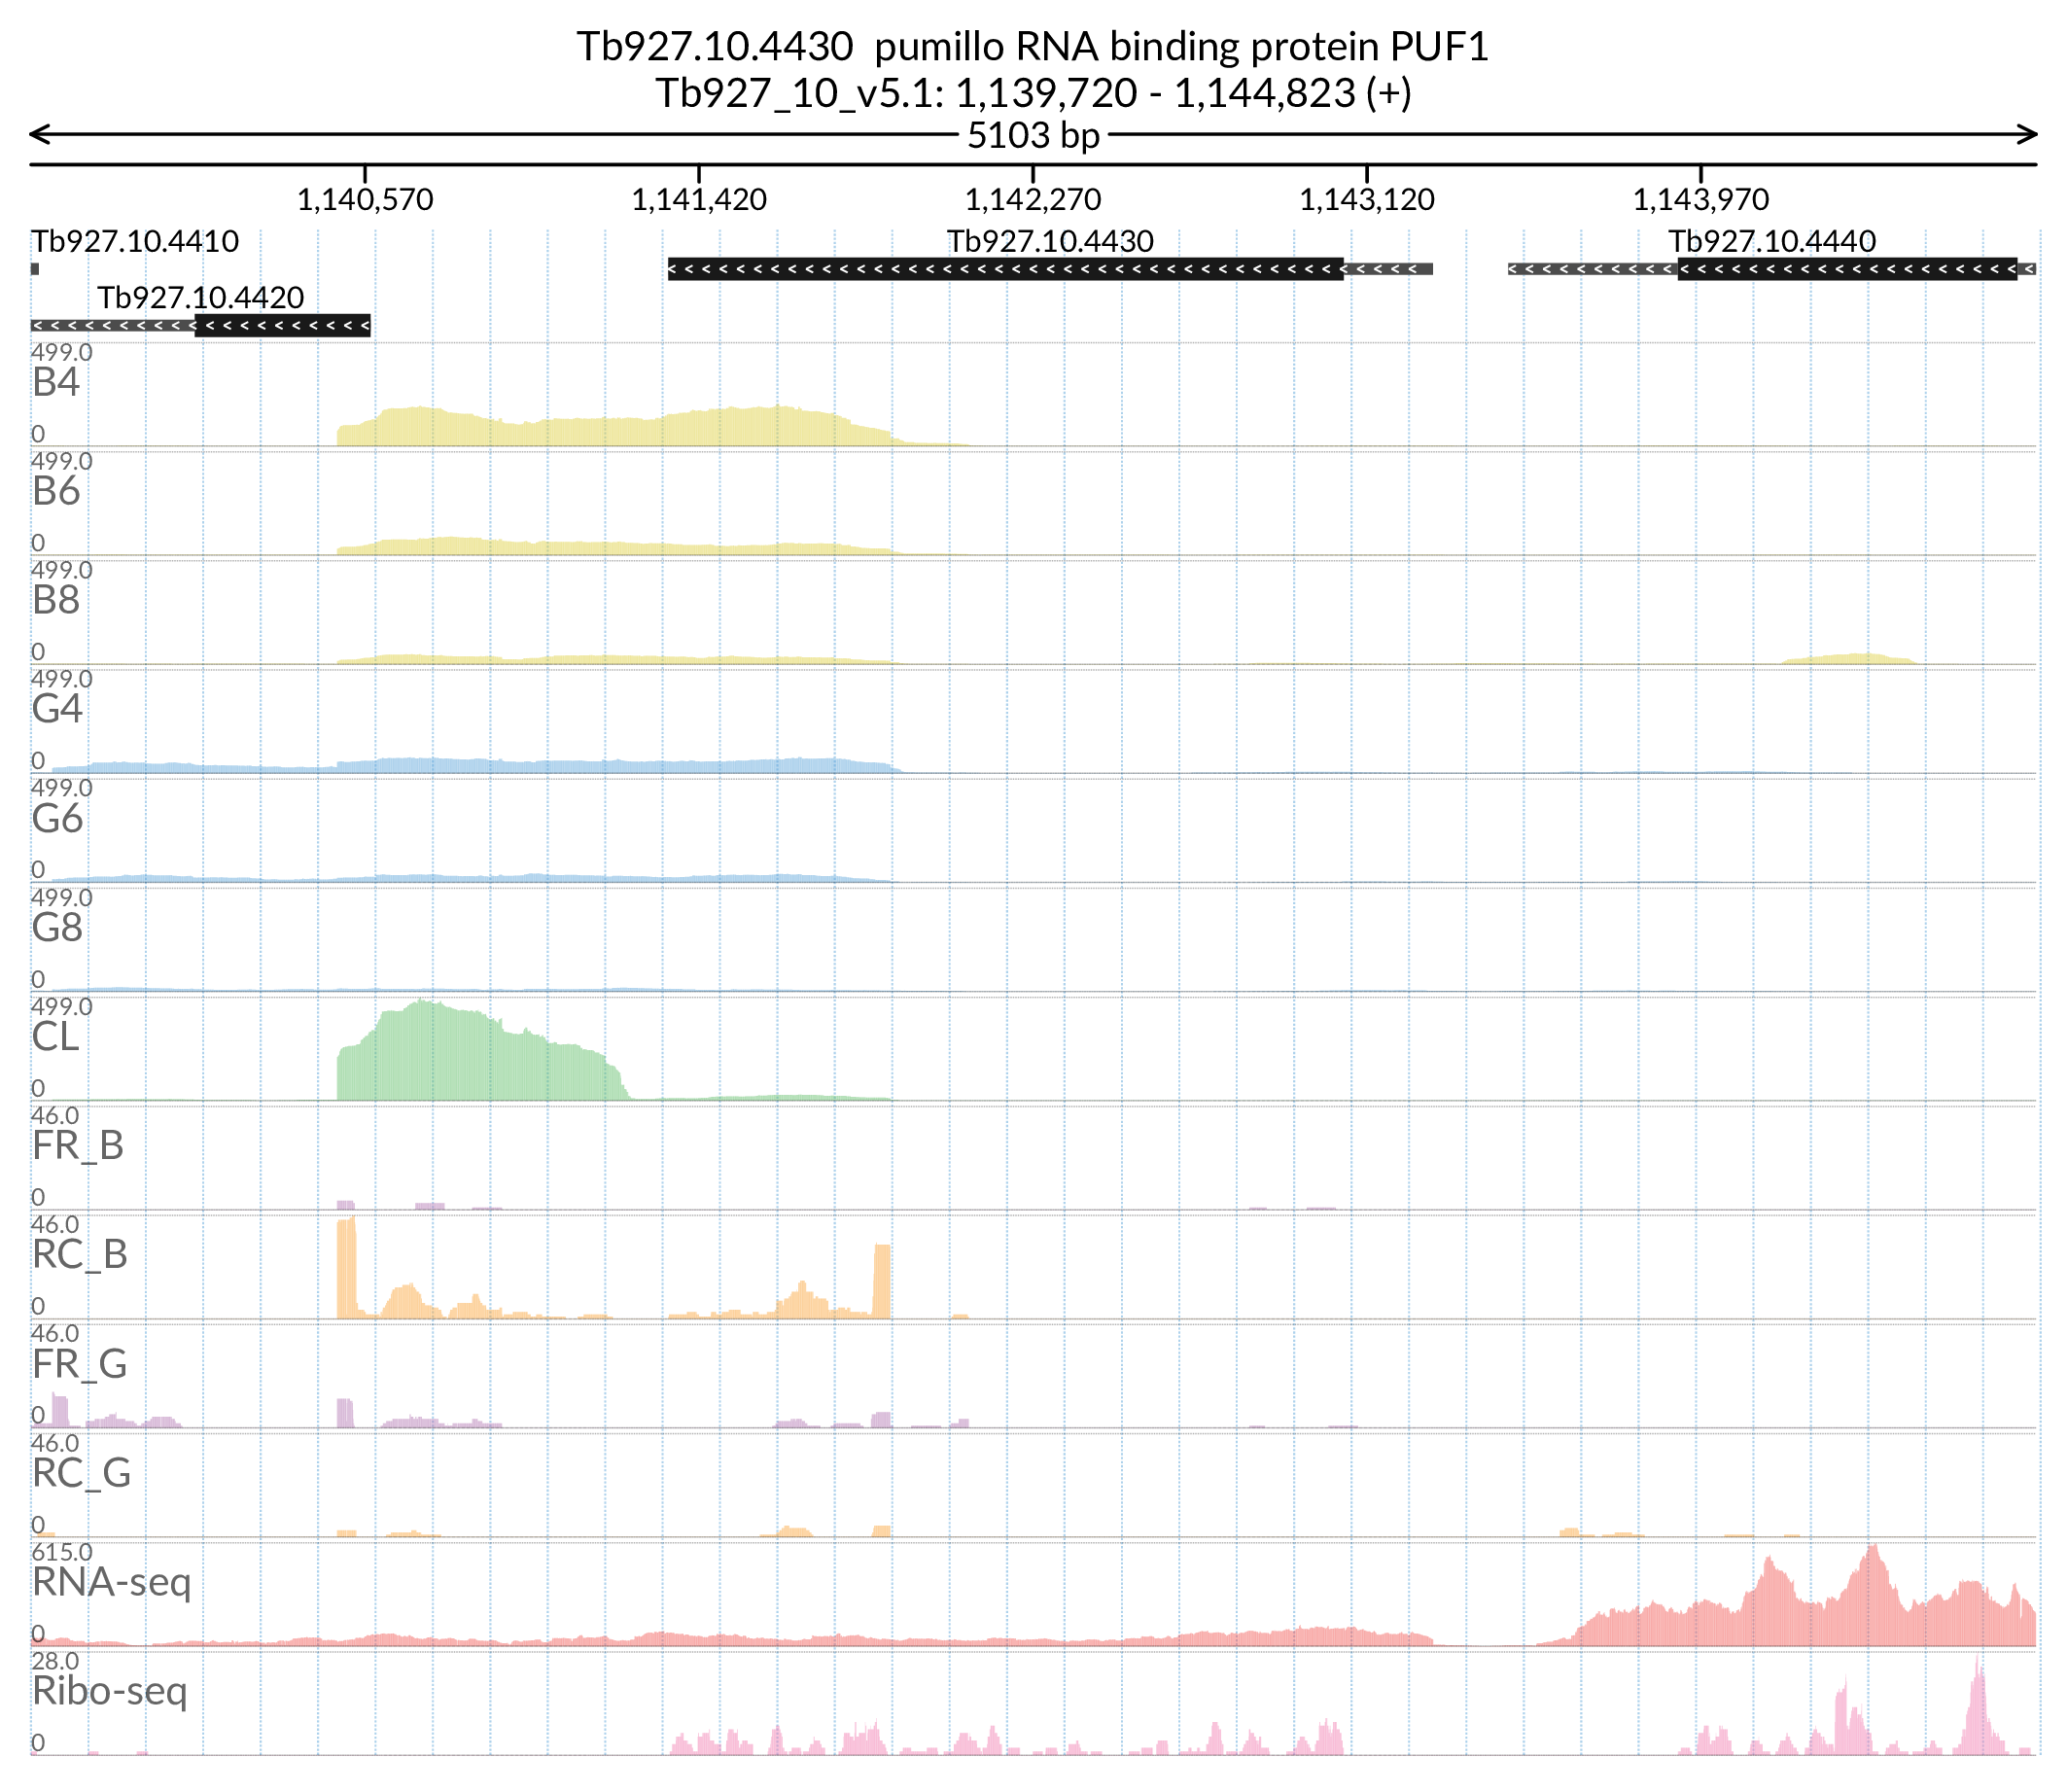 Tb927.10.4430  pumillo RNA binding protein PUF1
Tb927_10_v5.1: 1,139,720 - 1,144,823 (+)
5103 bp
1,140,570 1,141,420 1,142,270 1,143,120 1,143,970
Tb927.10.4410 Tb927.10.4430 Tb927.10.4440
Tb927.10.4420
499.0
B4
0
499.0
B6
0
499.0
B8
0
499.0
G4
0
499.0
G6
0
499.0
G8
0
499.0
CL
0
46.0
FR_B
0
46.0
RC_B
0
46.0
FR_G
0
46.0
RC_G
0
615.0
RNA-seq
0
28.0
Ribo-seq
0